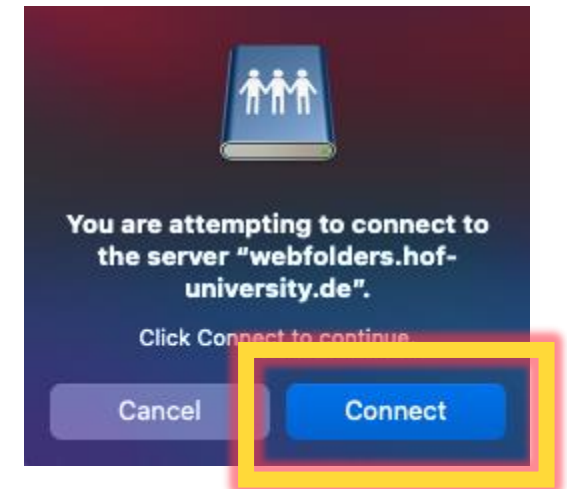 You are attempting to connect to
the server “webfolders.hof-
university.de”.
Click Connect to continue.
Cancel
Connect